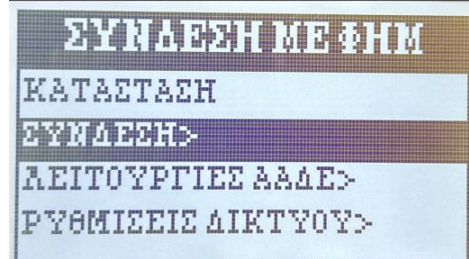 ΣΥΝΔΕΣΗ ΜΕ ΦΗΜ
ΚΑΤΑΣΤΑΣΗ
ΣΥΝΔΕΣΗ>
ΛΕΙΤΟΥΡΓΙΕΣ ΑΑΔΕ>
ΡΥΘΜΙΣΕΙΣ ΔΙΚΤΥΟΥ>